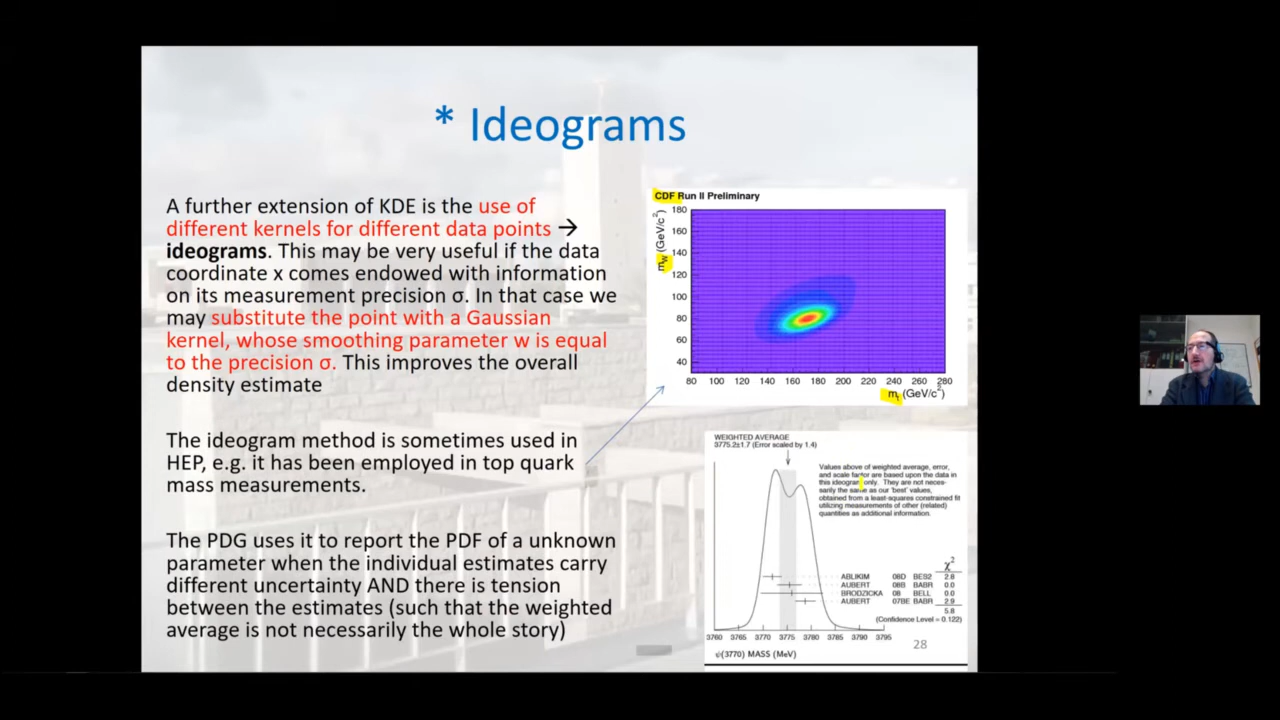 * Ideograms
A further extension of KDE is the use of
different kernels for different data points →
ideograms. This may be very useful if the data
coordinate x comes endowed with information
on its measurement precision σ. In that case we
may substitute the point with a Gaussian
kernel, whose smoothing parameter w is equal
to the precision σ. This improves the overall
density estimate
The ideogram method is sometimes used in
HEP, e.g. it has been employed in top quark
mass measurements.
The PDG uses it to report the PDF of a unknown
parameter when the individual estimates carry
different uncertainty AND there is tension
between the estimates (such that the weighted
average is not necessarily the whole story)
CDF Run II Preliminary
m_W (GeV/c²)
180
160
140
120
100
80
60
40
80 100 120 140 160 180 200 220 240 260 280
m_t (GeV/c²)
WEIGHTED AVERAGE
3775.2±1.7 (Error scaled by 1.4)
Values above of weighted average, error,
and scale factor are based upon the data in
this ideogram only. They are not neces-
sarily the same as our 'best' values,
obtained from a least-squares constrained fit
utilizing measurements of other (related)
quantities as additional information.
χ²
ABLIKIM 08D BES2 2.8
AUBERT 08B BABR 0.0
BRODZICKA 08 BELL 0.0
AUBERT 07BE BABR 2.9
5.8
(Confidence Level = 0.122)
3760 3765 3770 3775 3780 3785 3790 3795
ψ(3770) MASS (MeV)
28